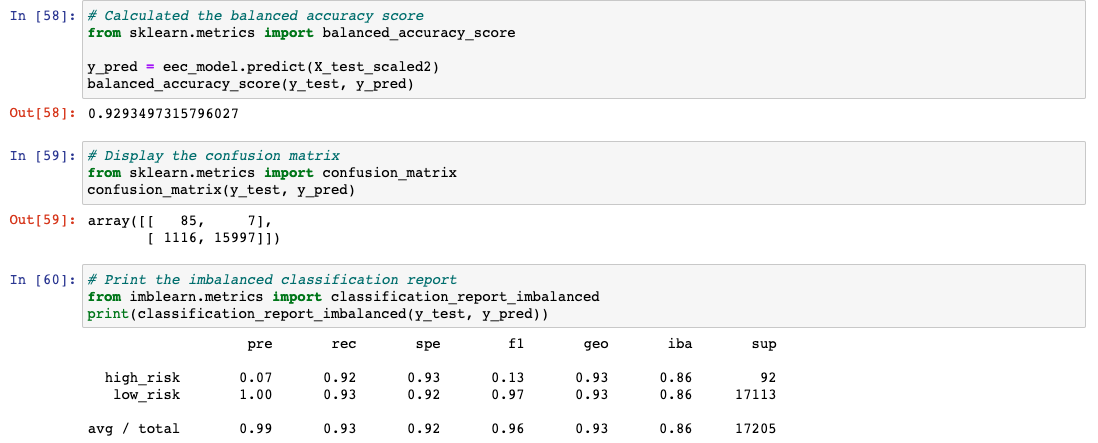 In [58]: # Calculated the balanced accuracy score
from sklearn.metrics import balanced_accuracy_score
y_pred = eec_model.predict(X_test_scaled2)
balanced_accuracy_score(y_test, y_pred)
Out[58]: 0.9293497315796027
In [59]: # Display the confusion matrix
from sklearn.metrics import confusion_matrix
confusion_matrix(y_test, y_pred)
Out[59]: array([[   85,     7],
       [ 1116, 15997]])
In [60]: # Print the imbalanced classification report
from imblearn.metrics import classification_report_imbalanced
print(classification_report_imbalanced(y_test, y_pred))
pre rec spe f1 geo iba sup
high_risk 0.07 0.92 0.93 0.13 0.93 0.86 92
low_risk 1.00 0.93 0.92 0.97 0.93 0.86 17113
avg / total 0.99 0.93 0.92 0.96 0.93 0.86 17205